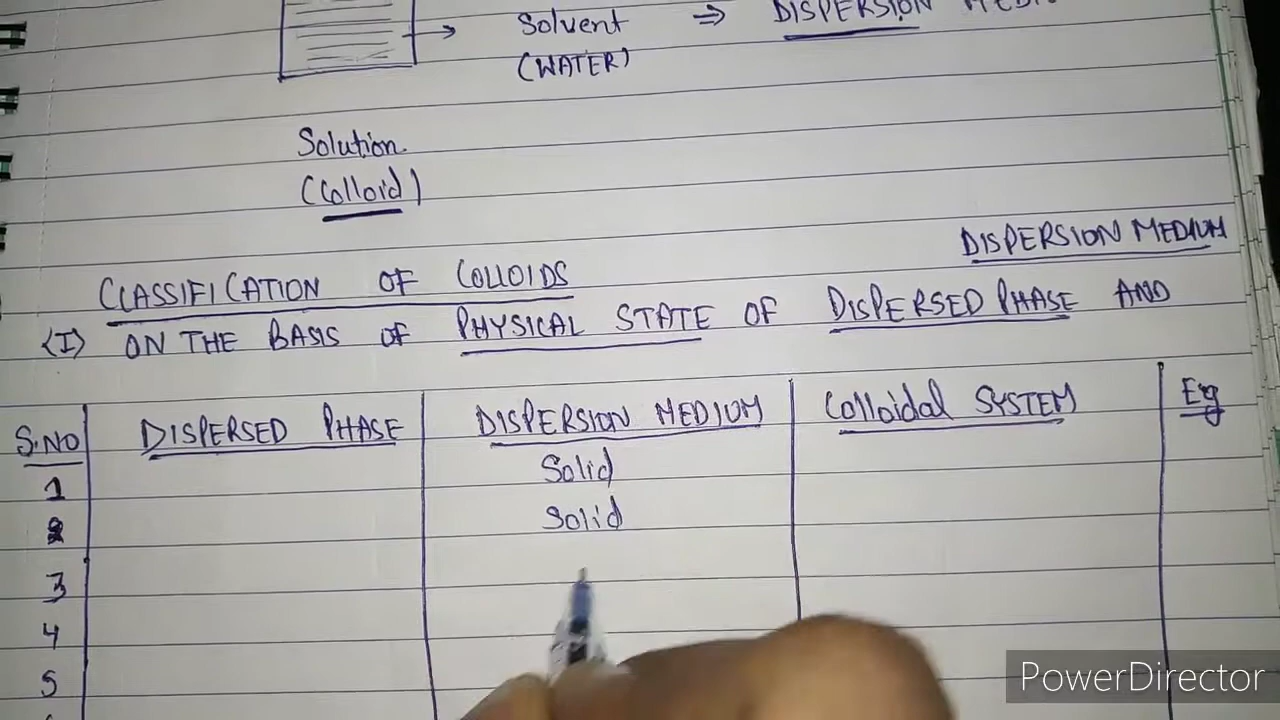 Solvent ⇒ DISPERSION
(WATER)
Solution.
(Colloid)
DISPERSION MEDIUM
CLASSIFICATION OF COLLOIDS
(I) ON THE BASIS OF PHYSICAL STATE OF DISPERSED PHASE AND
S.NO DISPERSED PHASE DISPERSION MEDIUM Colloidal SYSTEM Eg
1 Solid
2 Solid
3
4
5
PowerDirector